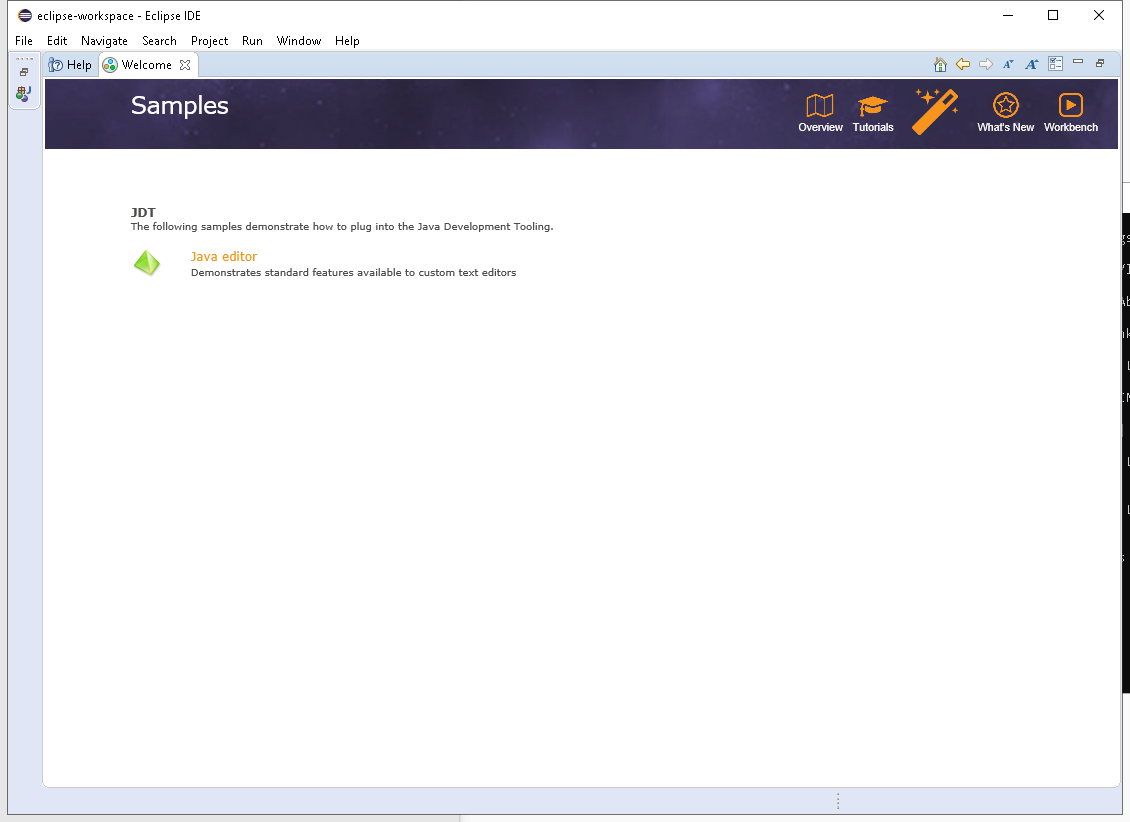 eclipse-workspace - Eclipse IDE
File Edit Navigate Search Project Run Window Help
Help Welcome
Samples
Overview Tutorials What's New Workbench
JDT
The following samples demonstrate how to plug into the Java Development Tooling.
Java editor
Demonstrates standard features available to custom text editors